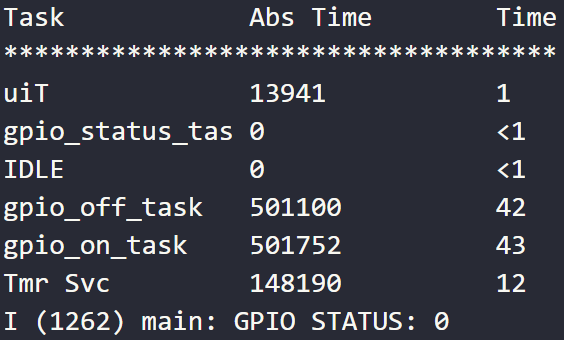 Task Abs Time Time
************************************
uiT 13941 1
gpio_status_tas 0 <1
IDLE 0 <1
gpio_off_task 501100 42
gpio_on_task 501752 43
Tmr Svc 148190 12
I (1262) main: GPIO STATUS: 0